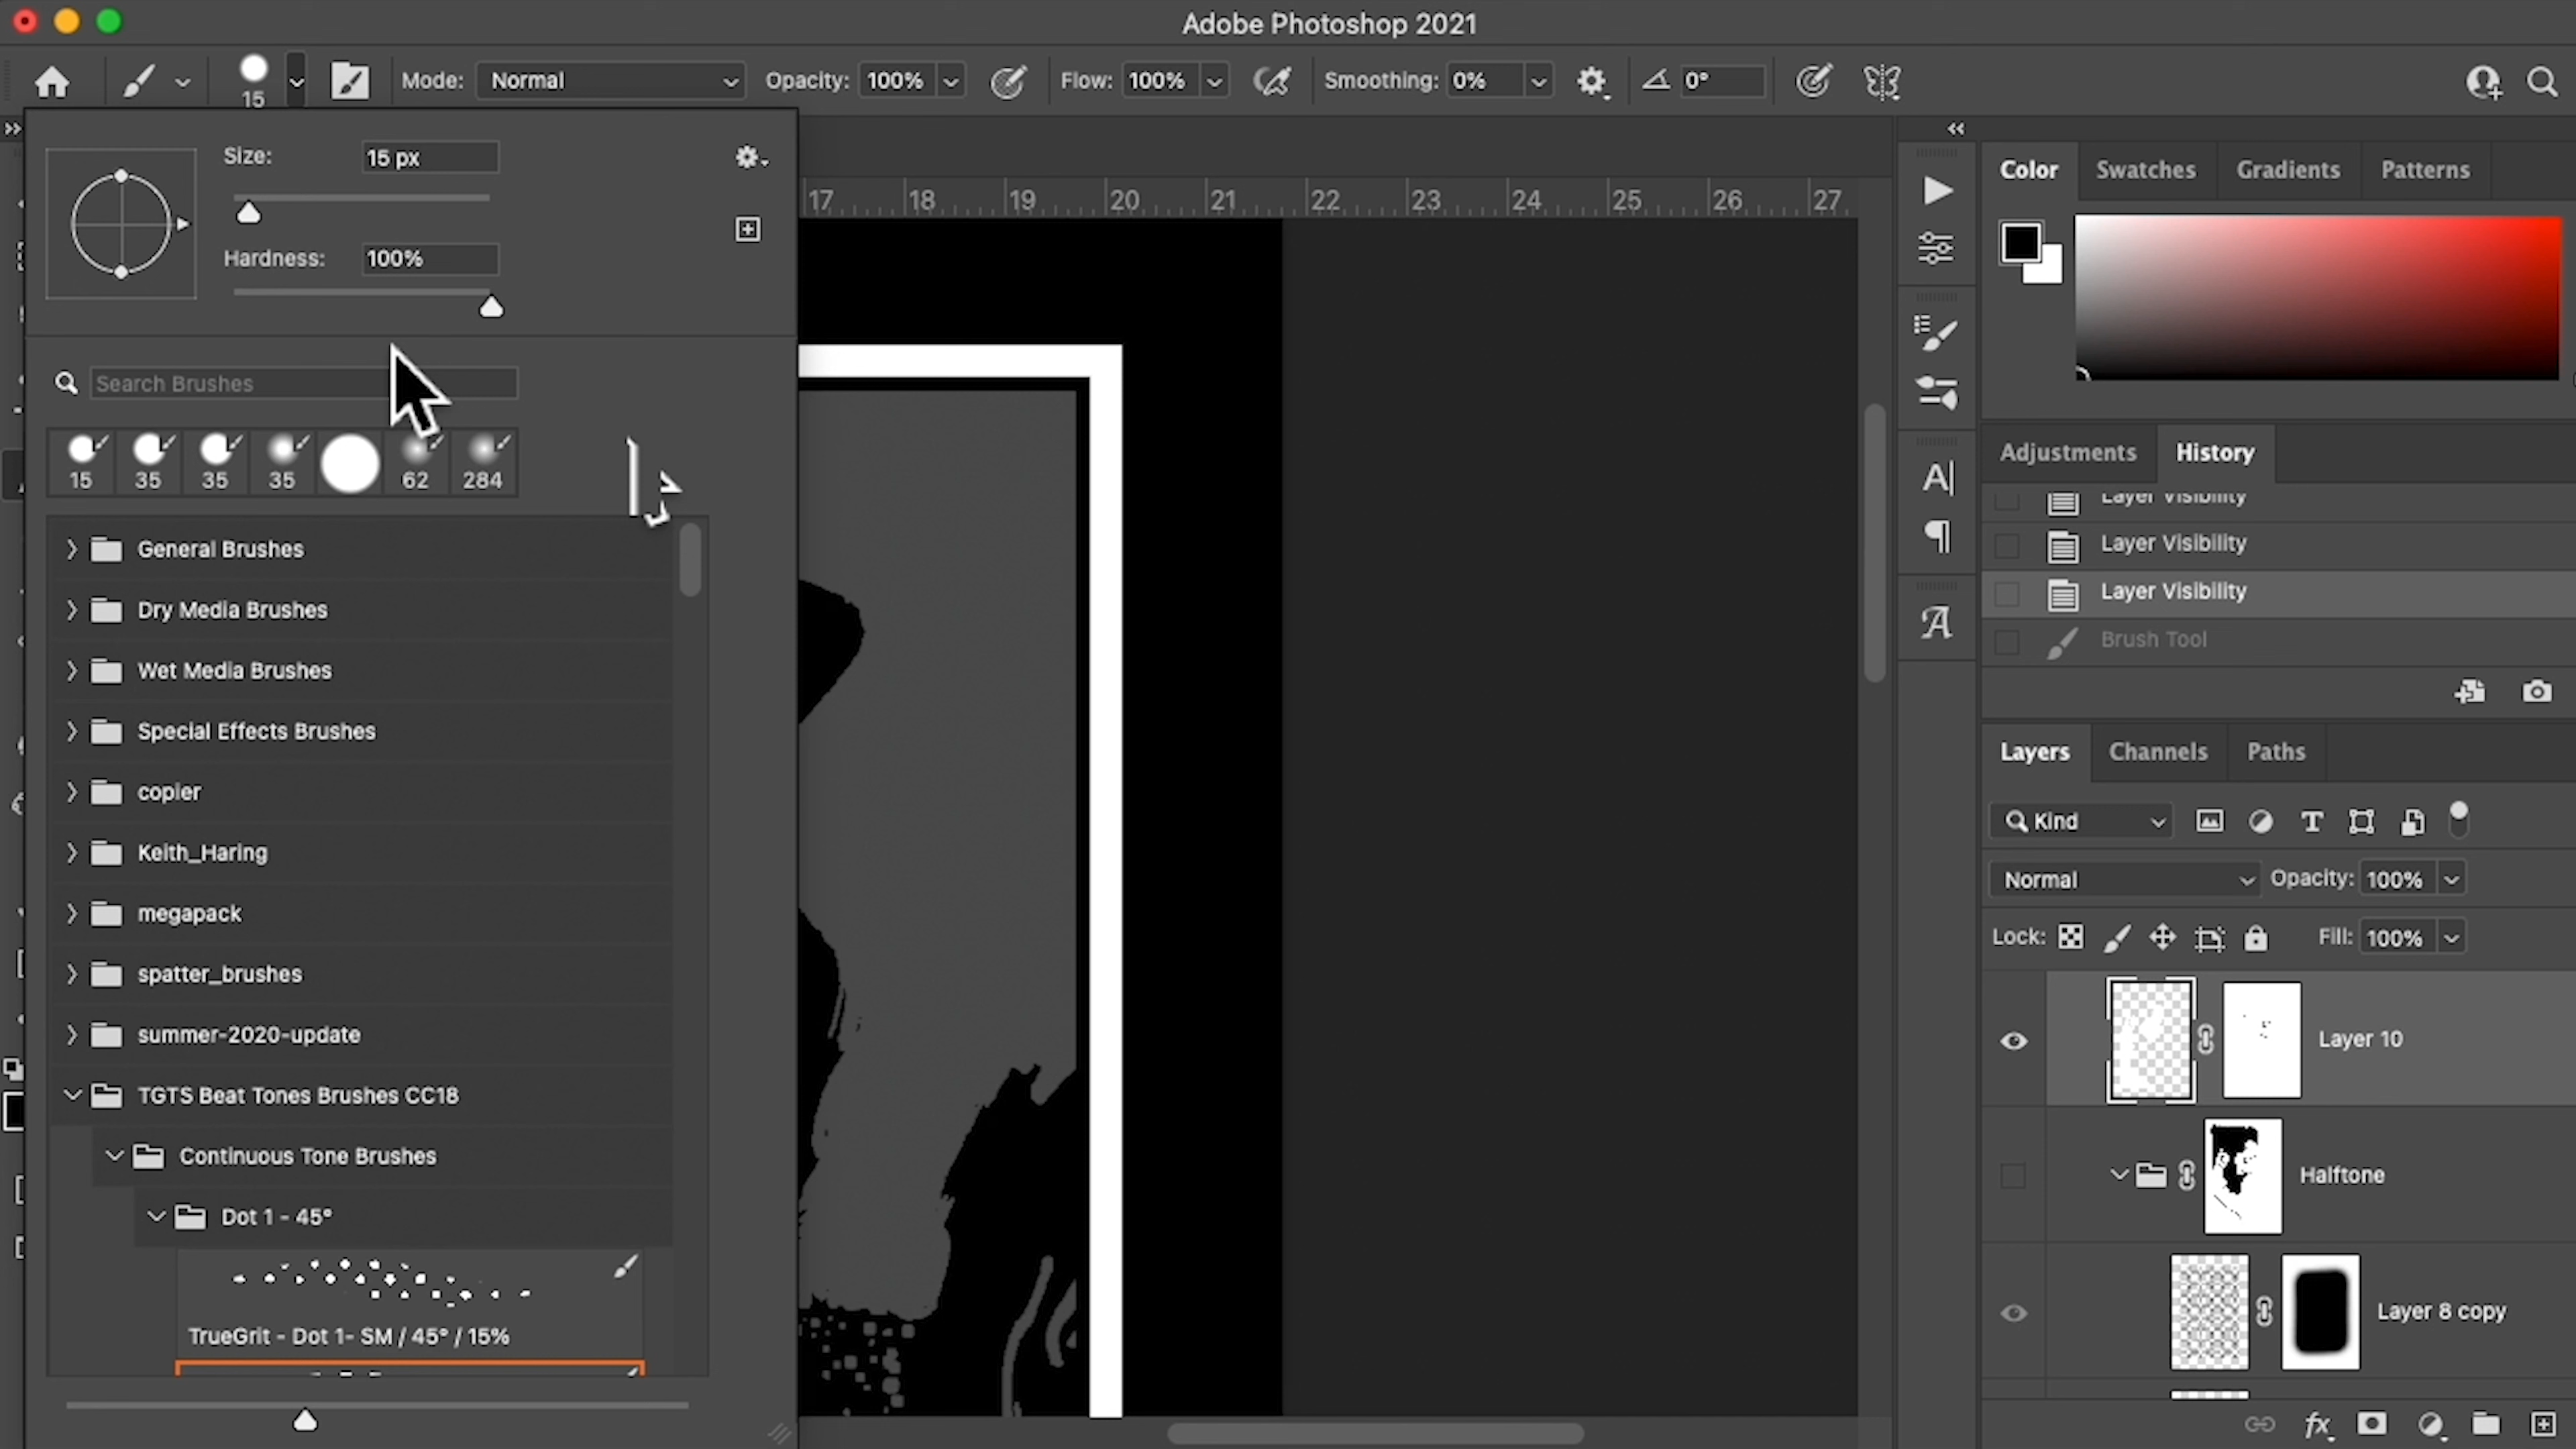 Adobe Photoshop 2021
15
Mode: Normal Opacity: 100% Flow: 100% Smoothing: 0% 0°
Size: 15 px
Hardness: 100%
Search Brushes
15 35 35 35 62 284
General Brushes
Dry Media Brushes
Wet Media Brushes
Special Effects Brushes
copier
Keith_Haring
megapack
spatter_brushes
summer-2020-update
TGTS Beat Tones Brushes CC18
Continuous Tone Brushes
Dot 1 - 45°
TrueGrit - Dot 1- SM / 45° / 15%
17 18 19 20 21 22 23 24 25 26 27
Color Swatches Gradients Patterns
Adjustments History
Layer Visibility
Layer Visibility
Layer Visibility
Brush Tool
Layers Channels Paths
Kind
Normal Opacity: 100%
Lock: Fill: 100%
Layer 10
Halftone
Layer 8 copy